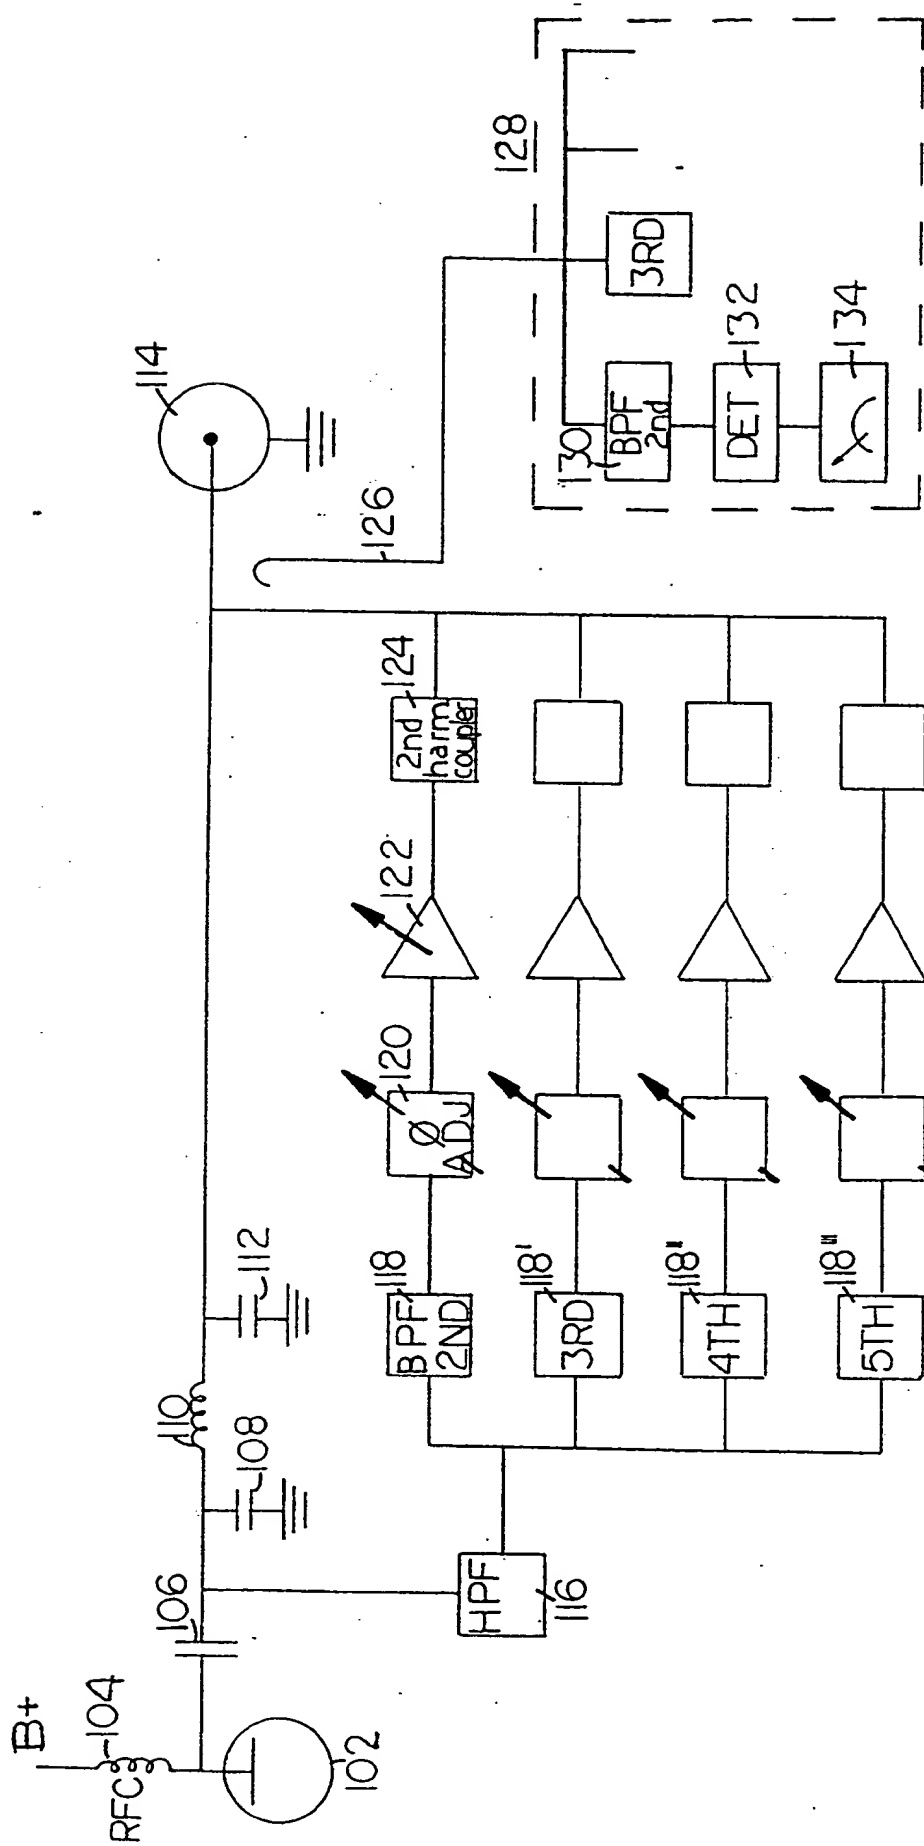 B+
RFC
104
102
106
108
110
112
114
HPF
116
BPF
2ND
118
Ø
ADJ
120
122
2nd
harm
coupler
124
126
3RD
118'
4TH
118"
5TH
118'''
128
130
BPF
2nd
3RD
DET
132
134